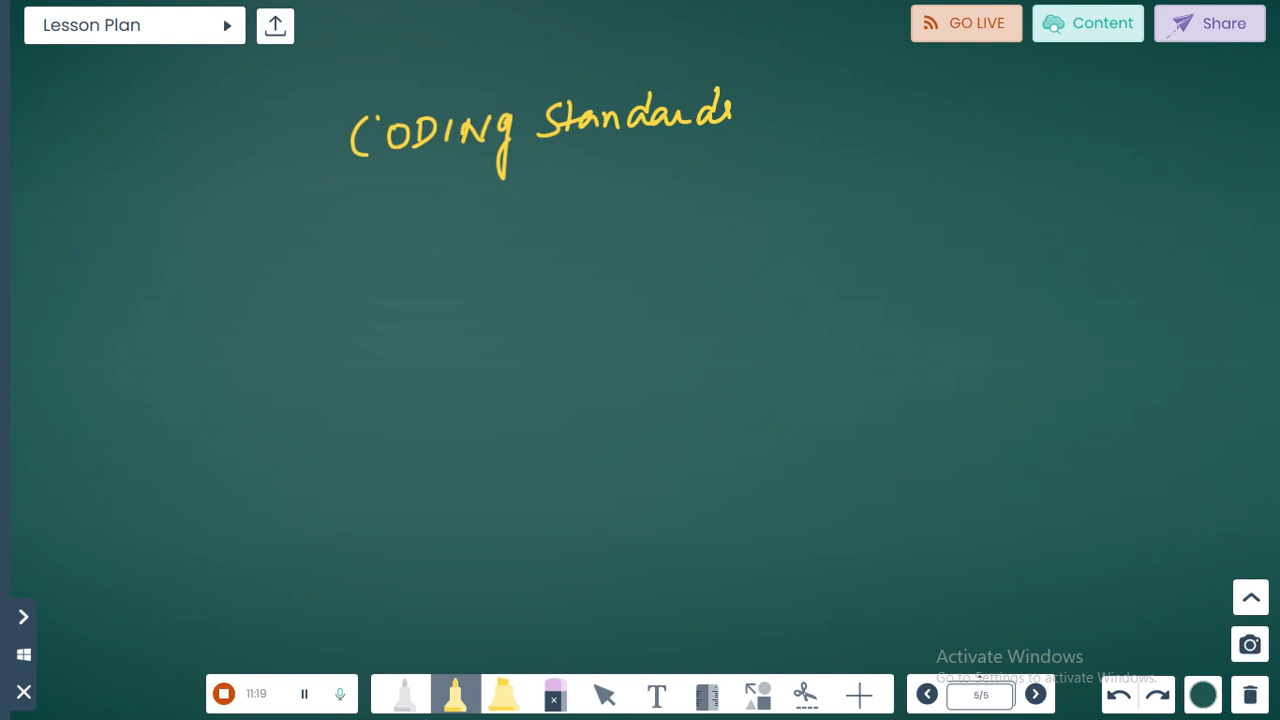 Lesson Plan
GO LIVE
Content
Share
CODING Standards
Activate Windows
Go to Settings to activate Windows.
11:19
T
5/5